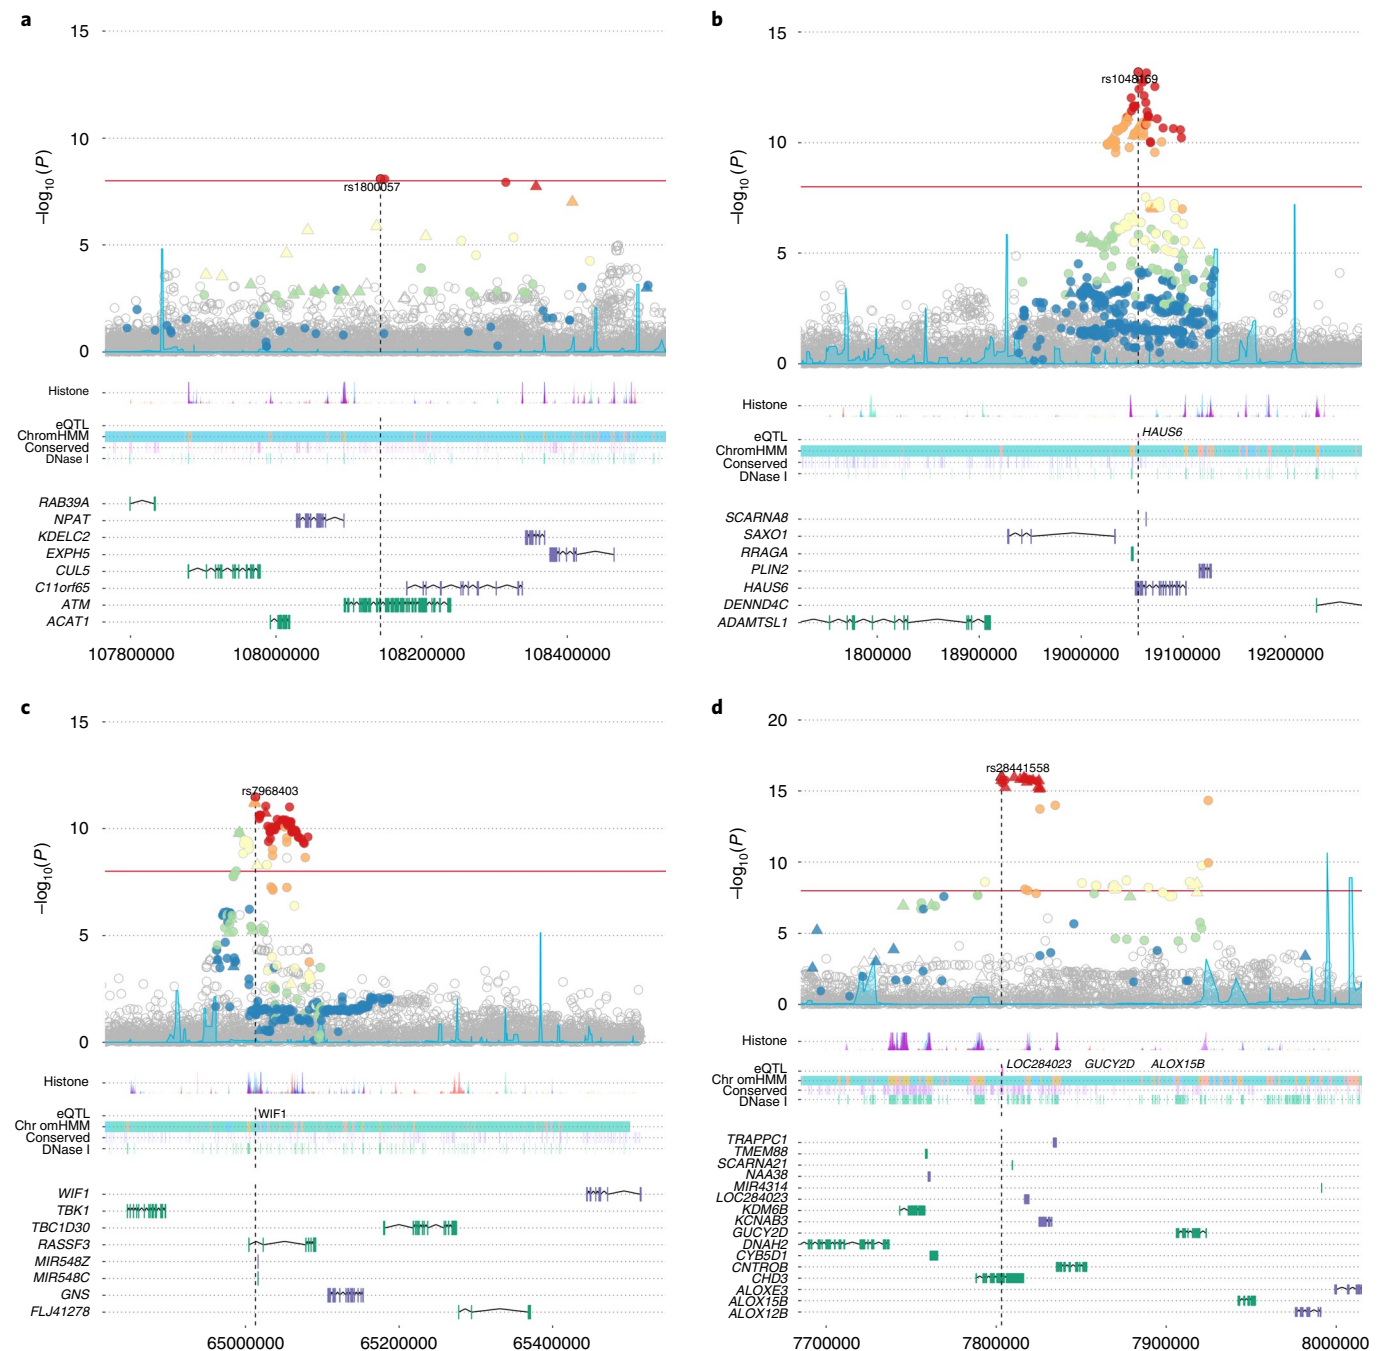 a
15
10
5
0
−log10(P)
rs1800057
Histone
eQTL
ChromHMM
Conserved
DNase I
RAB39A
NPAT
KDELC2
EXPH5
CUL5
C11orf65
ATM
ACAT1
107800000 108000000 108200000 108400000
b
15
10
5
0
−log10(P)
rs1048169
Histone
eQTL
HAUS6
ChromHMM
Conserved
DNase I
SCARNA8
SAXO1
RRAGA
PLIN2
HAUS6
DENND4C
ADAMTSL1
1800000 18900000 19000000 19100000 19200000
c
15
10
5
0
−log10(P)
rs7968403
Histone
eQTL
WIF1
Chr omHMM
Conserved
DNase I
WIF1
TBK1
TBC1D30
RASSF3
MIR548Z
MIR548C
GNS
FLJ41278
65000000 65200000 65400000
d
20
15
10
5
0
−log10(P)
rs28441558
Histone
eQTL
LOC284023 GUCY2D ALOX15B
Chr omHMM
Conserved
DNase I
TRAPPC1
TMEM88
SCARNA21
NAA38
MIR4314
LOC284023
KDM6B
KCNAB3
GUCY2D
DNAH2
CYB5D1
CNTROB
CHD3
ALOXE3
ALOX15B
ALOX12B
7700000 7800000 7900000 8000000